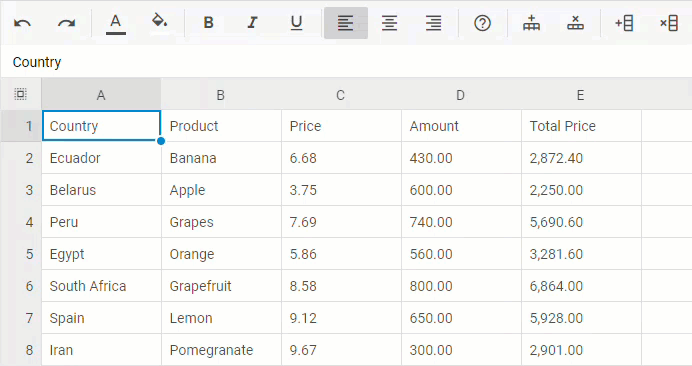 A B I U ?
Country
A B C D E
1 Country Product Price Amount Total Price
2 Ecuador Banana 6.68 430.00 2,872.40
3 Belarus Apple 3.75 600.00 2,250.00
4 Peru Grapes 7.69 740.00 5,690.60
5 Egypt Orange 5.86 560.00 3,281.60
6 South Africa Grapefruit 8.58 800.00 6,864.00
7 Spain Lemon 9.12 650.00 5,928.00
8 Iran Pomegranate 9.67 300.00 2,901.00